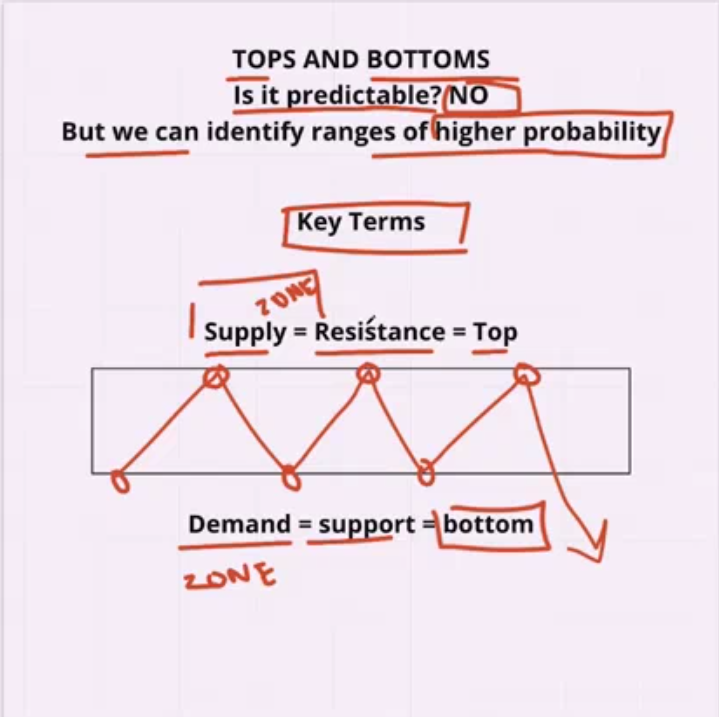 TOPS AND BOTTOMS
Is it predictable? NO
But we can identify ranges of higher probability
Key Terms
ZONE
Supply = Resistance = Top
Demand = support = bottom
ZONE